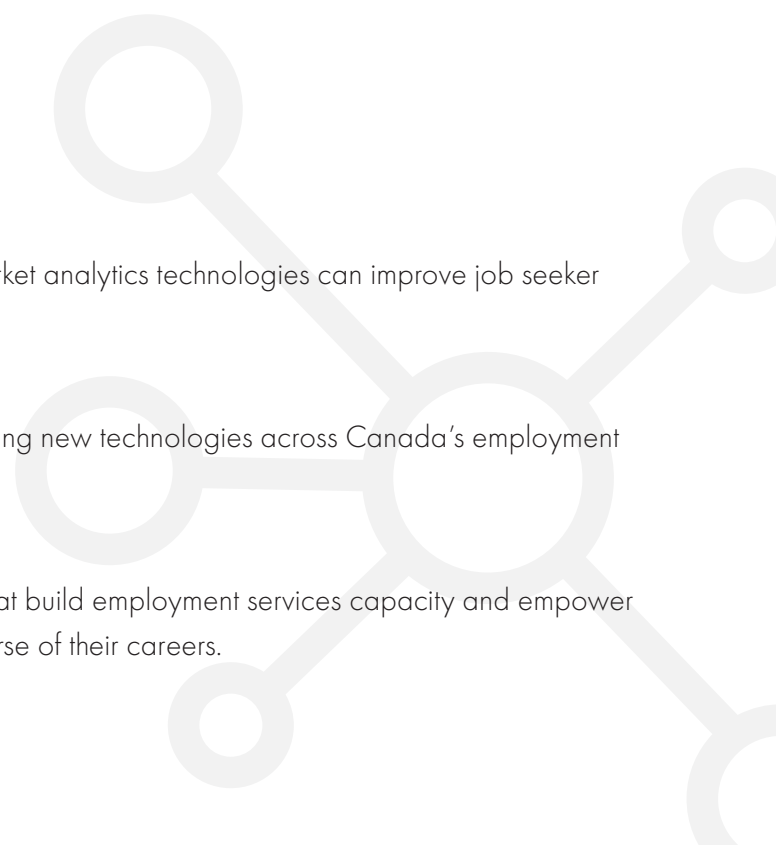 ket analytics technologies can improve job seeker
ng new technologies across Canada’s employment
at build employment services capacity and empower
rse of their careers.